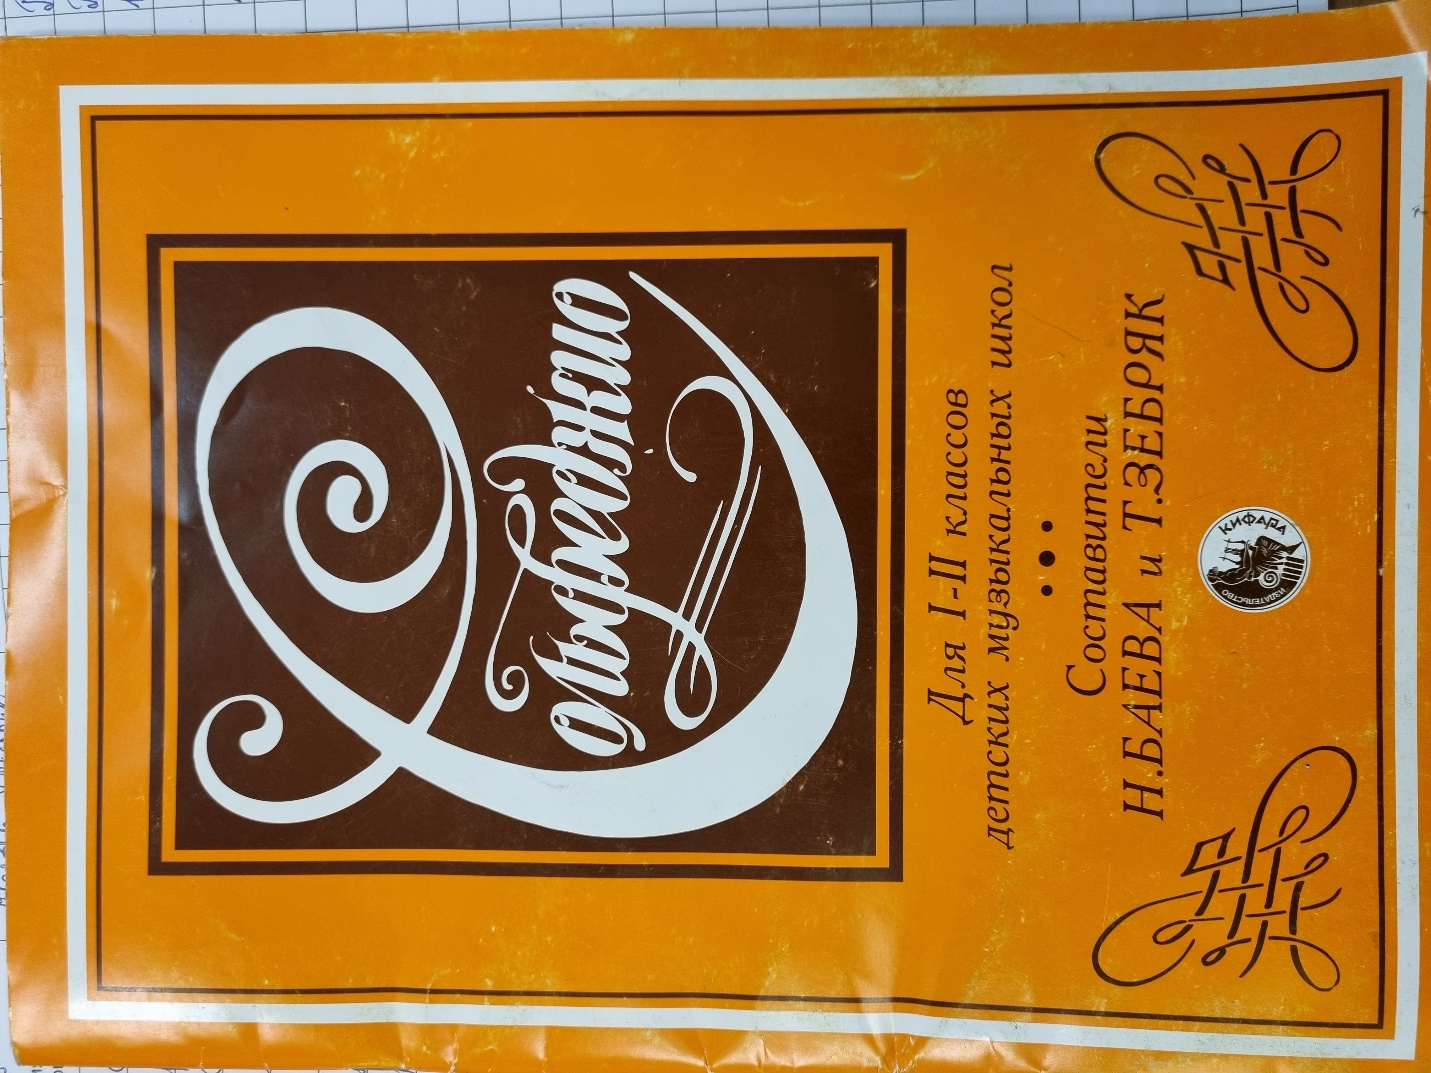 Сольфеджио
Для I-II классов
детских музыкальных школ
Составители
Н.БАЕВА и Т.ЗЕБРЯК
КИФАРА
ИЗДАТЕЛЬСТВО